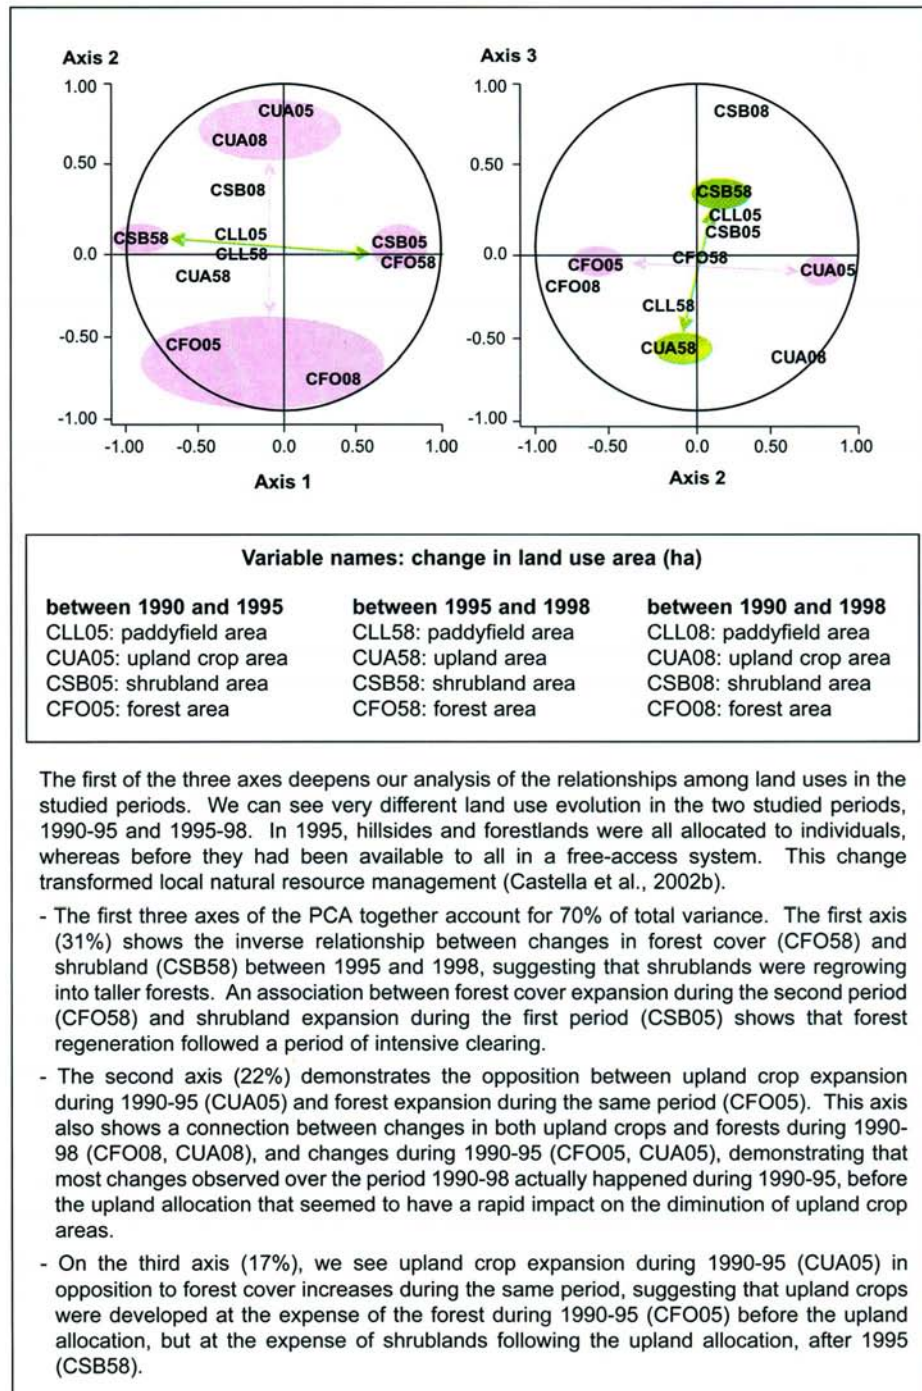 Axis 2
1.00
0.50
0.0
-0.50
-1.00
-1.00 -0.50 0.0 0.50 1.00
Axis 1
CUA05
CUA08
CSB08
CSB58
CLL05
CLL58
CUA58
CSB05
CFO58
CFO05
CFO08
Axis 3
1.00
0.50
0.0
-0.50
-1.00
-1.00 -0.50 0.0 0.50 1.00
Axis 2
CSB08
CSB58
CLL05
CSB05
CFO58
CFO05
CFO08
CUA05
CLL58
CUA58
CUA08
Variable names: change in land use area (ha)
between 1990 and 1995
CLL05: paddyfield area
CUA05: upland crop area
CSB05: shrubland area
CFO05: forest area
between 1995 and 1998
CLL58: paddyfield area
CUA58: upland area
CSB58: shrubland area
CFO58: forest area
between 1990 and 1998
CLL08: paddyfield area
CUA08: upland crop area
CSB08: shrubland area
CFO08: forest area
The first of the three axes deepens our analysis of the relationships among land uses in the
studied periods. We can see very different land use evolution in the two studied periods,
1990-95 and 1995-98. In 1995, hillsides and forestlands were all allocated to individuals,
whereas before they had been available to all in a free-access system. This change
transformed local natural resource management (Castella et al., 2002b).
- The first three axes of the PCA together account for 70% of total variance. The first axis
(31%) shows the inverse relationship between changes in forest cover (CFO58) and
shrubland (CSB58) between 1995 and 1998, suggesting that shrublands were regrowing
into taller forests. An association between forest cover expansion during the second period
(CFO58) and shrubland expansion during the first period (CSB05) shows that forest
regeneration followed a period of intensive clearing.
- The second axis (22%) demonstrates the opposition between upland crop expansion
during 1990-95 (CUA05) and forest expansion during the same period (CFO05). This axis
also shows a connection between changes in both upland crops and forests during 1990-
98 (CFO08, CUA08), and changes during 1990-95 (CFO05, CUA05), demonstrating that
most changes observed over the period 1990-98 actually happened during 1990-95, before
the upland allocation that seemed to have a rapid impact on the diminution of upland crop
areas.
- On the third axis (17%), we see upland crop expansion during 1990-95 (CUA05) in
opposition to forest cover increases during the same period, suggesting that upland crops
were developed at the expense of the forest during 1990-95 (CFO05) before the upland
allocation, but at the expense of shrublands following the upland allocation, after 1995
(CSB58).